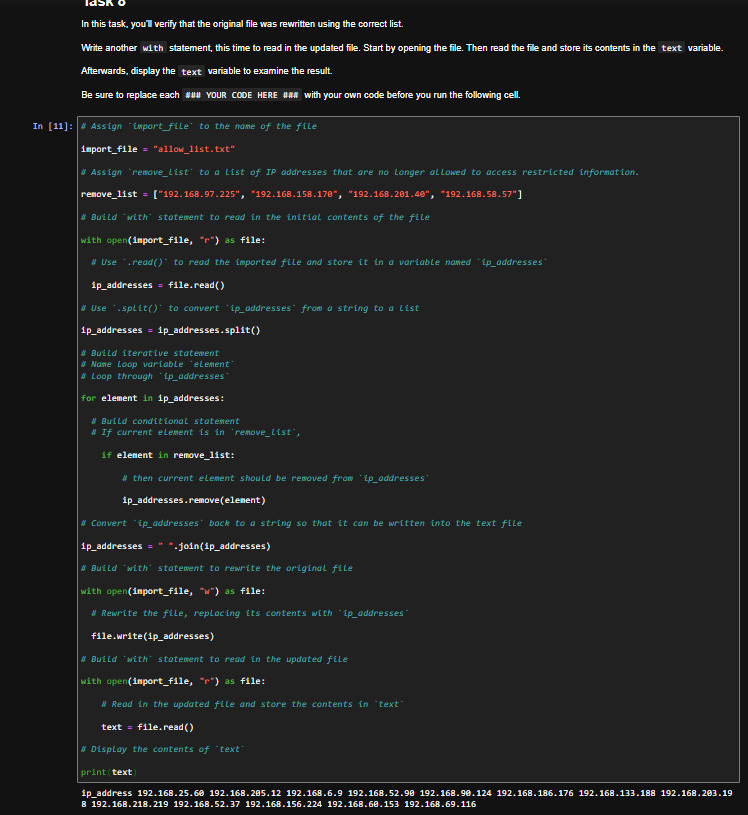 Task 8
In this task, you'll verify that the original file was rewritten using the correct list.
Write another with statement, this time to read in the updated file. Start by opening the file. Then read the file and store its contents in the text variable.
Afterwards, display the text variable to examine the result.
Be sure to replace each ### YOUR CODE HERE ### with your own code before you run the following cell.
In [11]: # Assign `import_file` to the name of the file
import_file = "allow_list.txt"
# Assign `remove_list` to a list of IP addresses that are no longer allowed to access restricted information.
remove_list = ["192.168.97.225", "192.168.158.170", "192.168.201.40", "192.168.58.57"]
# Build `with` statement to read in the initial contents of the file
with open(import_file, "r") as file:
# Use `.read()` to read the imported file and store it in a variable named `ip_addresses`
ip_addresses = file.read()
# Use `.split()` to convert `ip_addresses` from a string to a list
ip_addresses = ip_addresses.split()
# Build iterative statement
# Name loop variable `element`
# Loop through `ip_addresses`
for element in ip_addresses:
# Build conditional statement
# If current element is in `remove_list`,
if element in remove_list:
# then current element should be removed from `ip_addresses`
ip_addresses.remove(element)
# Convert `ip_addresses` back to a string so that it can be written into the text file
ip_addresses = " ".join(ip_addresses)
# Build `with` statement to rewrite the original file
with open(import_file, "w") as file:
# Rewrite the file, replacing its contents with `ip_addresses`
file.write(ip_addresses)
# Build `with` statement to read in the updated file
with open(import_file, "r") as file:
# Read in the updated file and store the contents in `text`
text = file.read()
# Display the contents of `text`
print(text)
ip_address 192.168.25.60 192.168.205.12 192.168.6.9 192.168.52.90 192.168.90.124 192.168.186.176 192.168.133.188 192.168.203.19
8 192.168.218.219 192.168.52.37 192.168.156.224 192.168.60.153 192.168.69.116